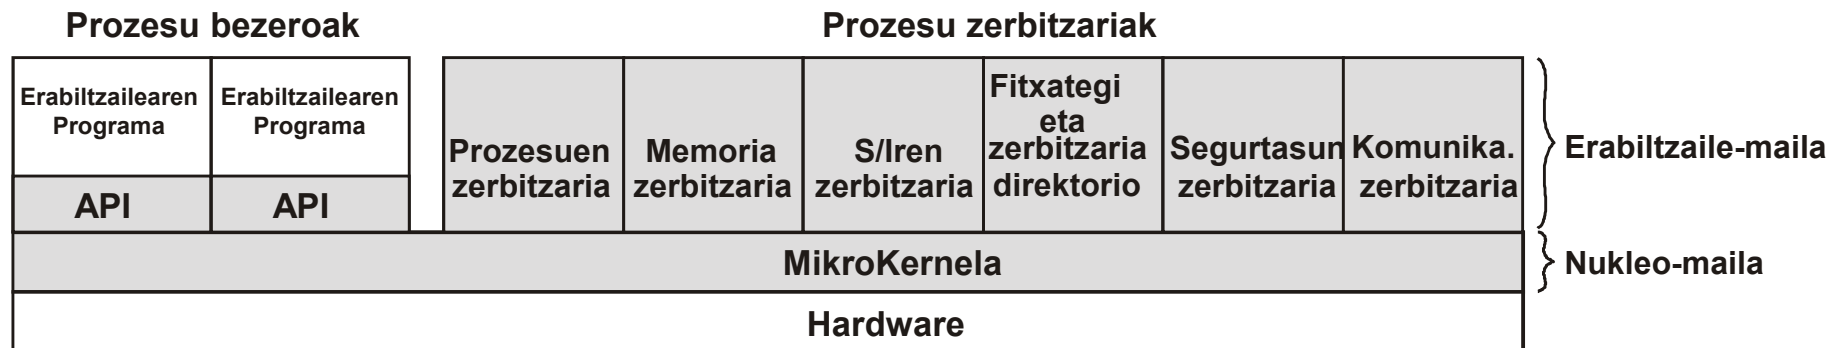 Prozesu bezeroak
Prozesu zerbitzariak
Erabiltzailearen
Programa
Erabiltzailearen
Programa
API
API
Prozesuen
zerbitzaria
Memoria
zerbitzaria
S/Iren
zerbitzaria
Fitxategi
eta
zerbitzaria
direktorio
Segurtasun
zerbitzaria
Komunika.
zerbitzaria
Erabiltzaile-maila
MikroKernela
Nukleo-maila
Hardware